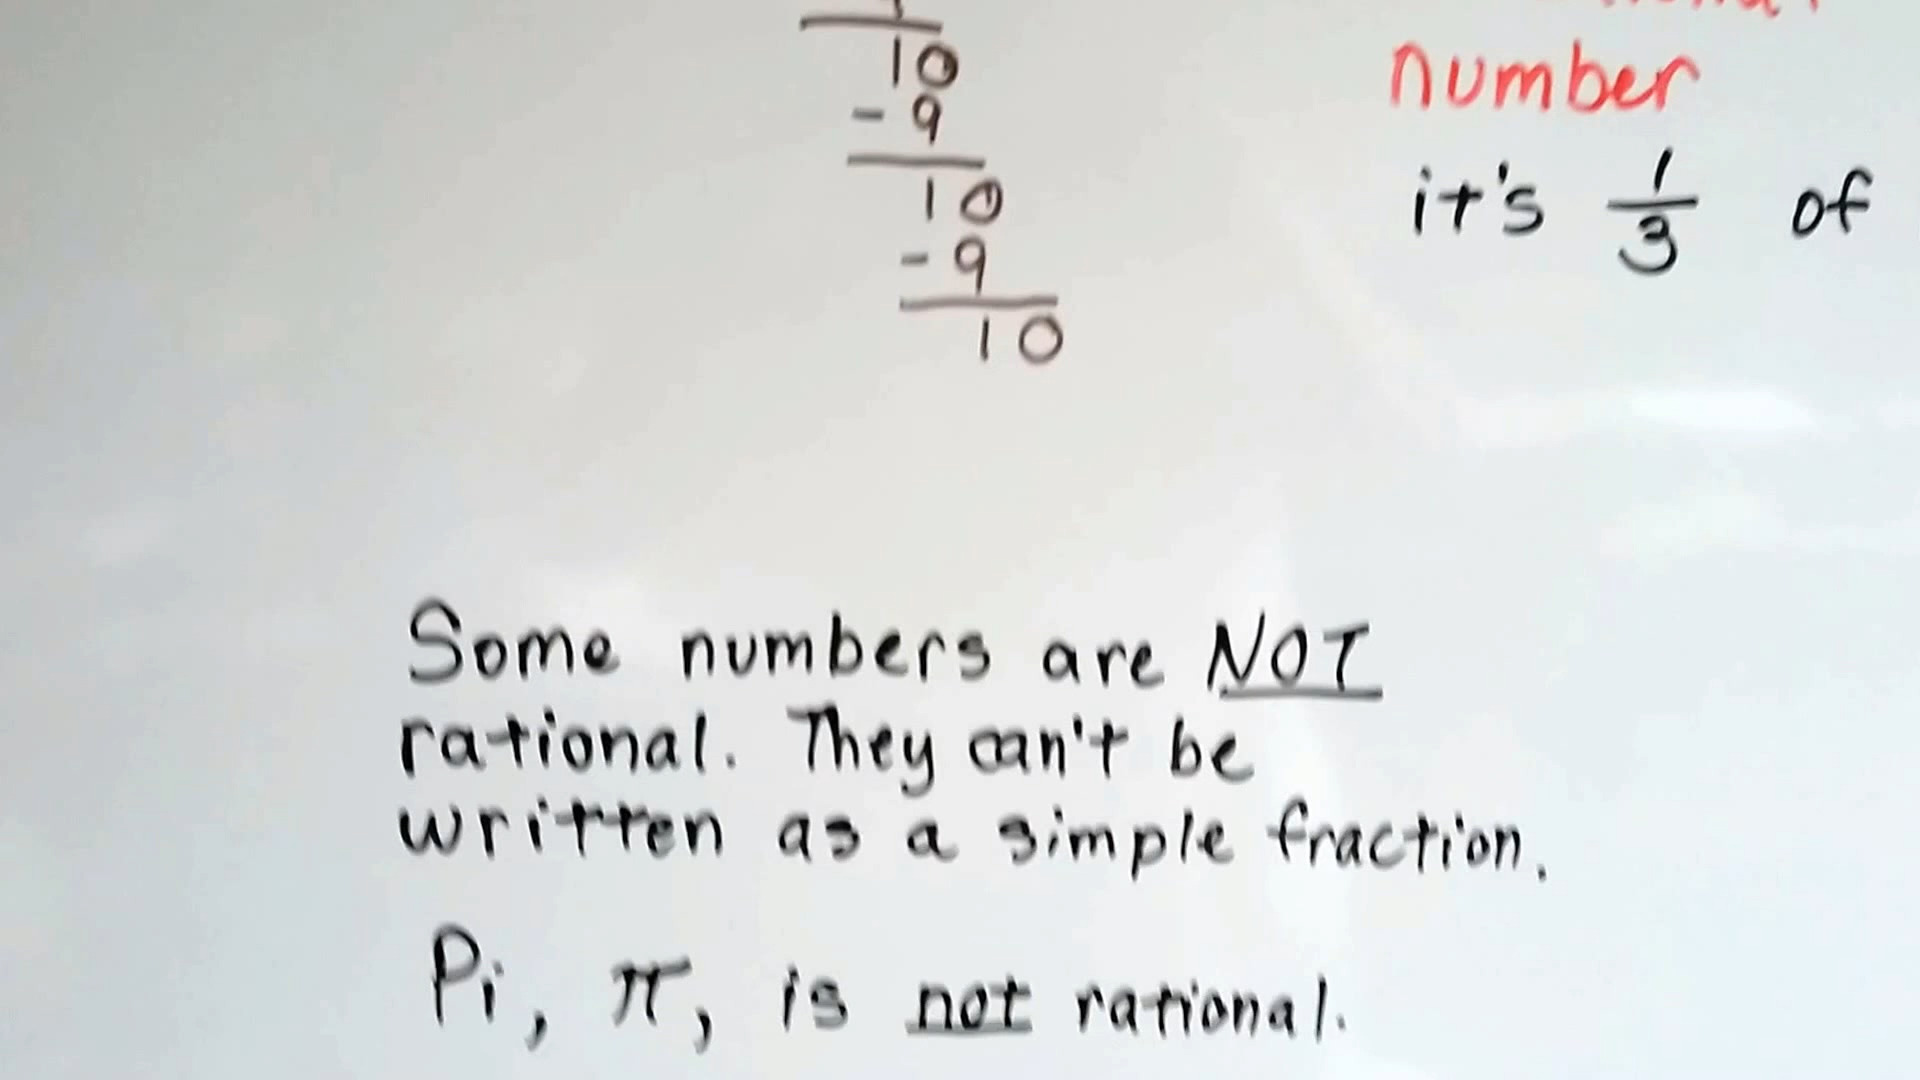 10
- 9
10
- 9
10
number
it's 1/3 of
Some numbers are NOT
rational. They can't be
written as a simple fraction.
Pi, π, is not rational.